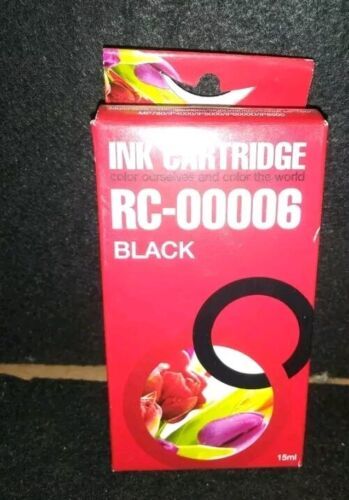 INK CARTRIDGE
color ourselves and color the world
RC-00006
BLACK
15ml